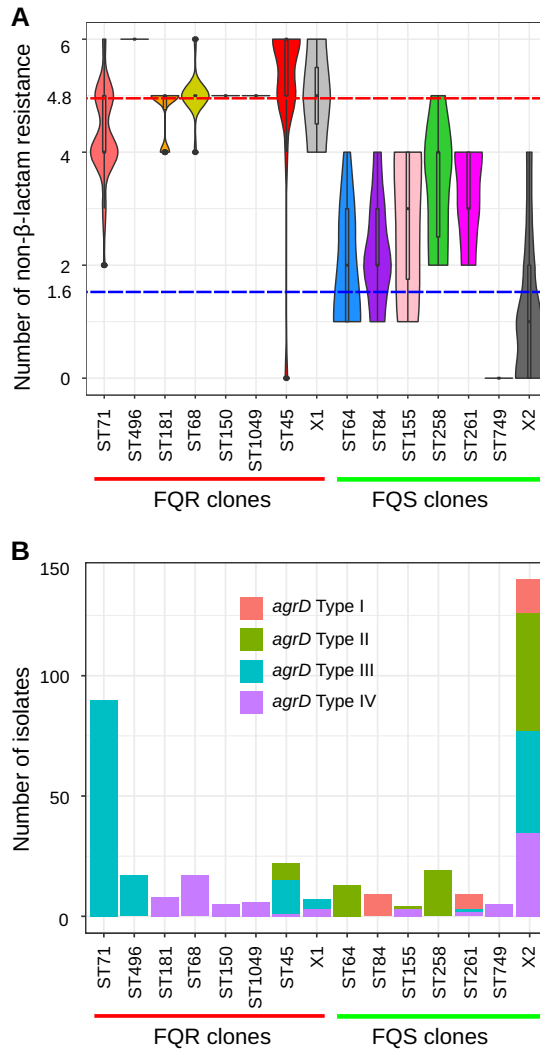 A
Number of non-β-lactam resistance
6
4.8
4
2
1.6
0
ST71
ST496
ST181
ST68
ST150
ST1049
ST45
X1
ST64
ST84
ST155
ST258
ST261
ST749
X2
FQR clones
FQS clones
B
Number of isolates
150
100
50
0
agrD Type I
agrD Type II
agrD Type III
agrD Type IV
ST71
ST496
ST181
ST68
ST150
ST1049
ST45
X1
ST64
ST84
ST155
ST258
ST261
ST749
X2
FQR clones
FQS clones